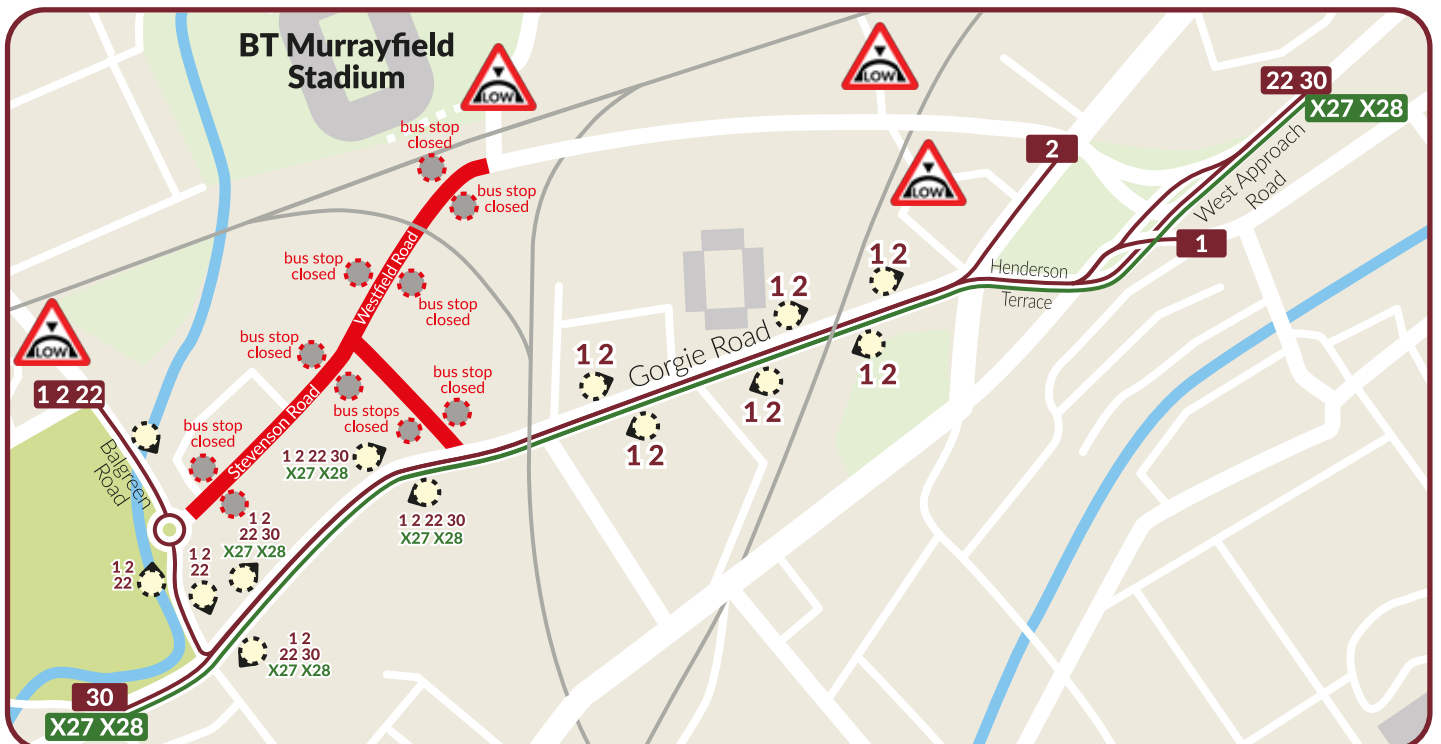 BT Murrayfield
Stadium
LOW
LOW
22 30
X27 X28
bus stop
closed
2
LOW
West Approach
Road
bus stop
closed
1
Westfield Road
bus stop
closed
bus stop
closed
1 2
Henderson
Terrace
1 2
LOW
bus stop
closed
1 2
Gorgie Road
1 2
1 2 22
bus stop
closed
1 2
bus stops
closed
Stevenson Road
bus stop
closed
1 2
Balgreen
Road
1 2 22 30
X27 X28
1 2 22 30
X27 X28
1 2
22 30
X27 X28
1 2
22
1 2
22
1 2
22 30
X27 X28
30
X27 X28